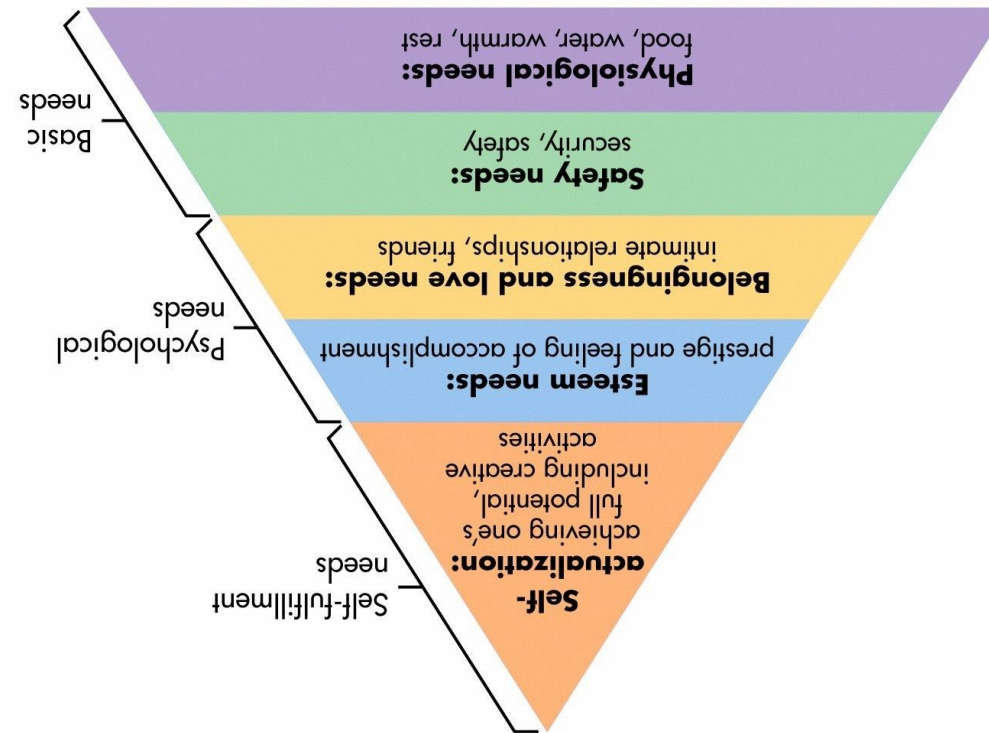 Self-
actualization:
achieving one's
full potential,
including creative
activities
Esteem needs:
prestige and feeling of accomplishment
Belongingness and love needs:
intimate relationships, friends
Safety needs:
security, safety
Physiological needs:
food, water, warmth, rest
Self-fulfillment
needs
Psychological
needs
Basic
needs